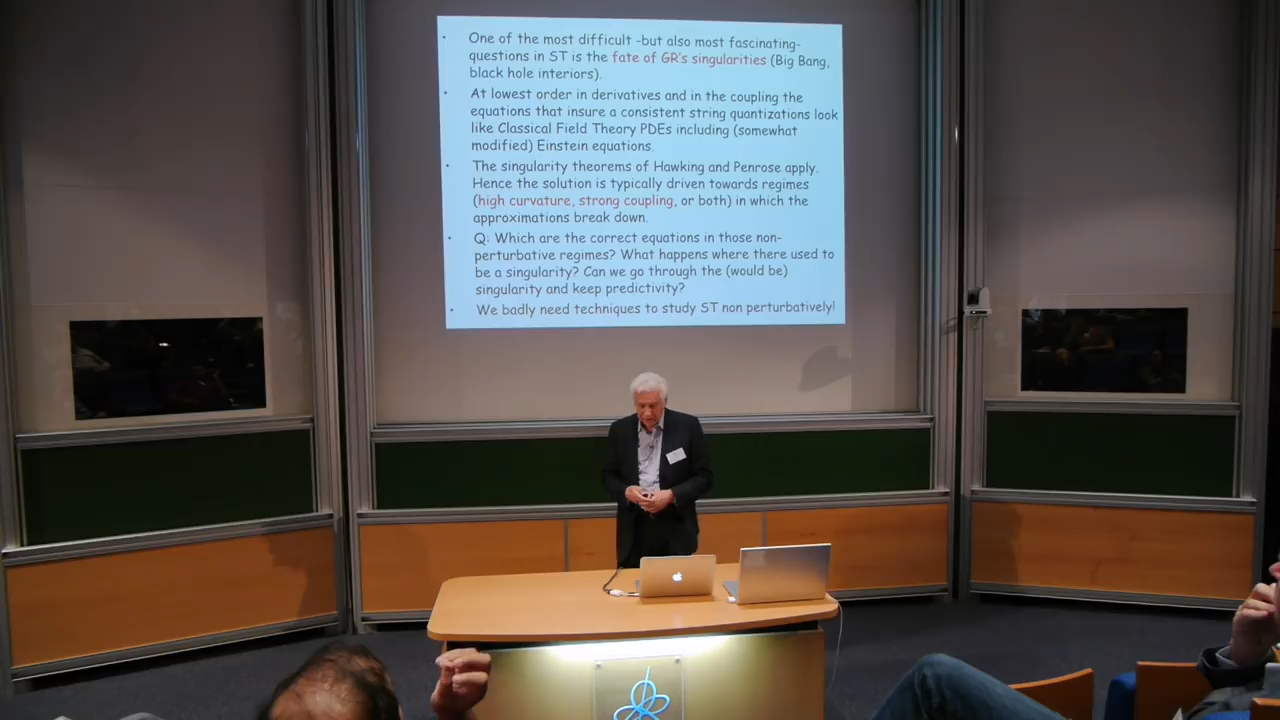 • One of the most difficult -but also most fascinating-
questions in ST is the fate of GR's singularities (Big Bang,
black hole interiors).
• At lowest order in derivatives and in the coupling the
equations that insure a consistent string quantizations look
like Classical Field Theory PDEs including (somewhat
modified) Einstein equations.
• The singularity theorems of Hawking and Penrose apply.
Hence the solution is typically driven towards regimes
(high curvature, strong coupling, or both) in which the
approximations break down.
• Q: Which are the correct equations in those non-
perturbative regimes? What happens where there used to
be a singularity? Can we go through the (would be)
singularity and keep predictivity?
• We badly need techniques to study ST non perturbatively!